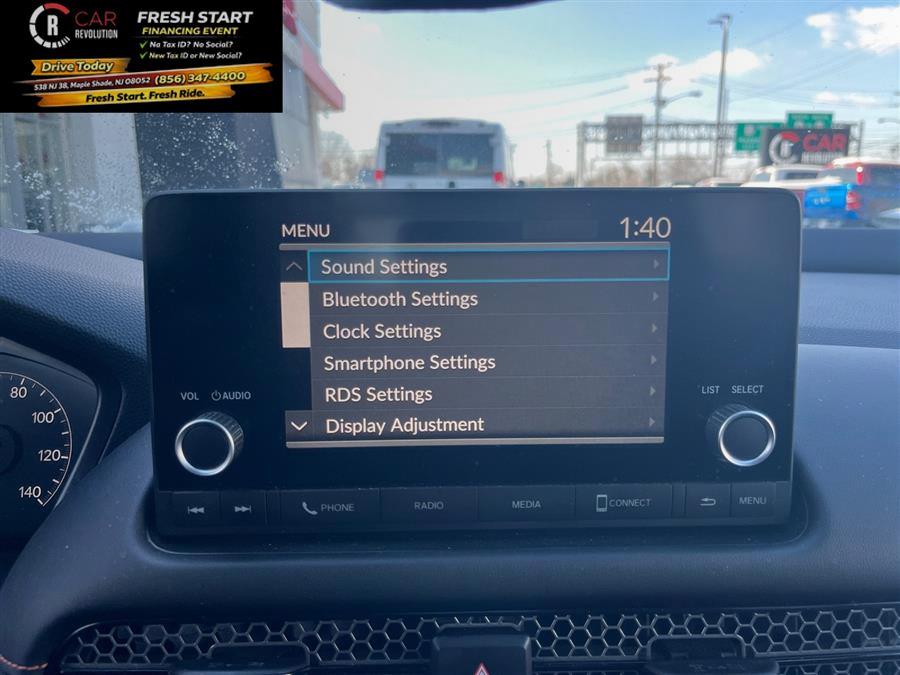 R CAR
REVOLUTION
FRESH START
FINANCING EVENT
✓ No Tax ID? No Social?
✓ New Tax ID or New Social?
Drive Today
538 NJ 38, Maple Shade, NJ 08052 (856) 347-4400
Fresh Start. Fresh Ride.
R CAR
REVOLUTION
MENU 1:40
Sound Settings
Bluetooth Settings
Clock Settings
Smartphone Settings
RDS Settings
Display Adjustment
VOL AUDIO
LIST SELECT
80
100
120
140
PHONE RADIO MEDIA CONNECT MENU